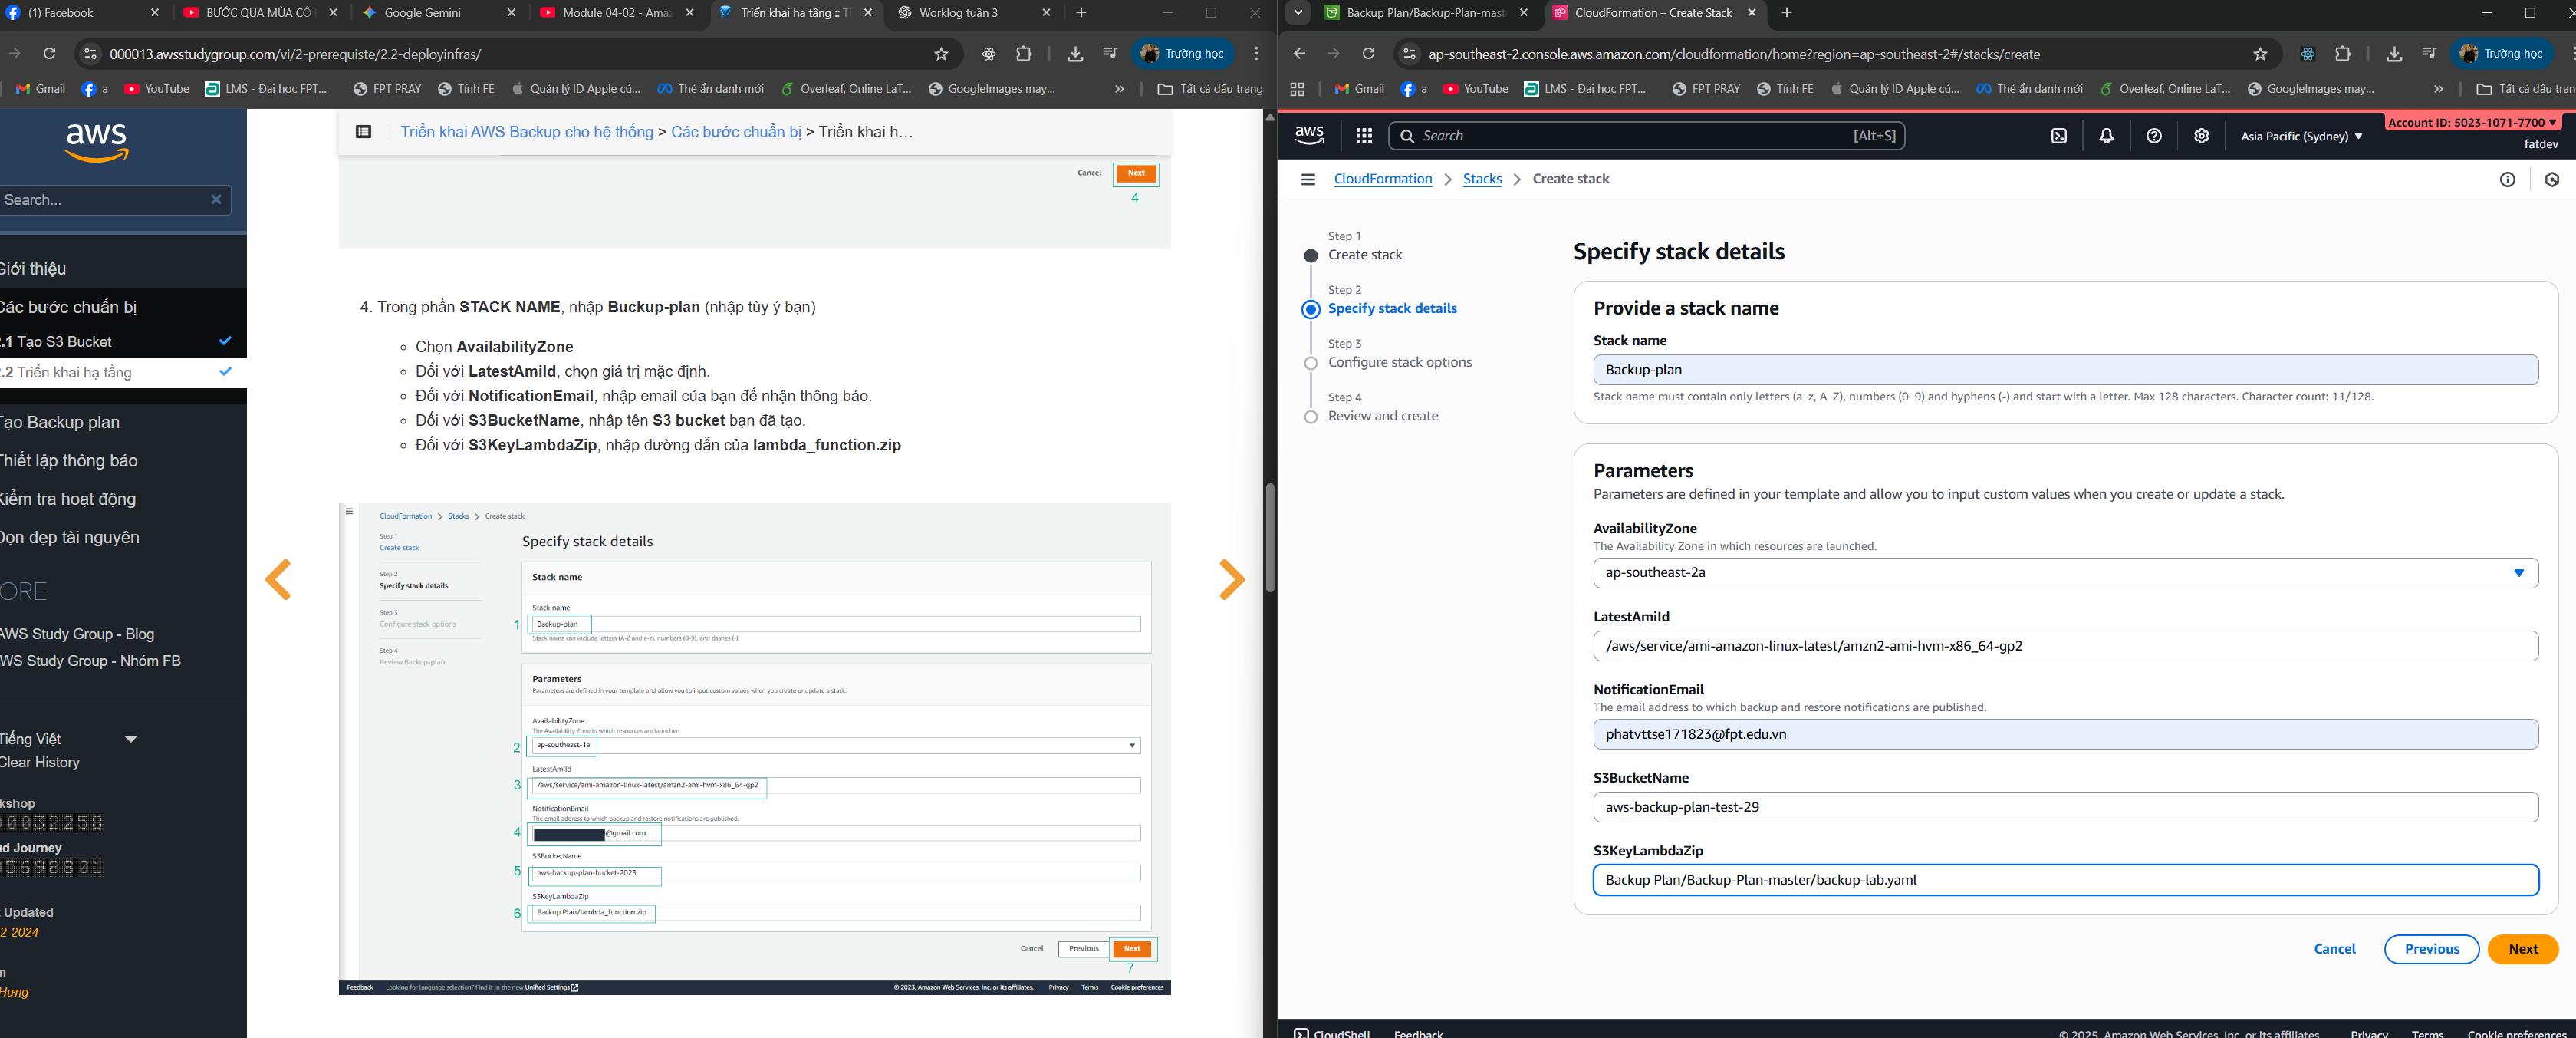 (1) Facebook
BƯỚC QUA MÙA CÔ
Google Gemini
Module 04-02 - Ama
Triển khai hạ tầng :: T
Worklog tuần 3
000013.awsstudygroup.com/vi/2-prerequiste/2.2-deployinfras/
Trường học
Gmail
a
YouTube
LMS - Đại học FPT...
FPT PRAY
Tính FE
Quản lý ID Apple củ...
Thẻ ẩn danh mới
Overleaf, Online LaT...
GoogleImages may...
»
Tất cả dấu trang
aws
Search...
Giới thiệu
Các bước chuẩn bị
.1 Tạo S3 Bucket
.2 Triển khai hạ tầng
Tạo Backup plan
Thiết lập thông báo
Kiểm tra hoạt động
Dọn dẹp tài nguyên
ORE
AWS Study Group - Blog
WS Study Group - Nhóm FB
Tiếng Việt
Clear History
kshop
0032258
ud Journey
5698801
t Updated
2-2024
m
Hưng
Triển khai AWS Backup cho hệ thống > Các bước chuẩn bị > Triển khai h...
Cancel
Next
4
4. Trong phần STACK NAME, nhập Buckup-plan (nhập tùy ý bạn)
Chọn AvailabilityZone
Đối với LatestAmiId, chọn giá trị mặc định.
Đối với NotificationEmail, nhập email của bạn để nhận thông báo.
Đối với S3BucketName, nhập tên S3 bucket bạn đã tạo.
Đối với S3KeyLambdaZip, nhập đường dẫn của lambda_function.zip
CloudFormation > Stacks > Create stack
Step 1
Create stack
Step 2
Specify stack details
Step 3
Configure stack options
Step 4
Review Backup-plan
Specify stack details
Stack name
Stack name
1
Backup-plan
Stack name can include letters (A-Z and a-z), numbers (0-9), and dashes (-).
Parameters
Parameters are defined in your template and allow you to input custom values when you create or update a stack.
AvailabilityZone
The Availability Zone in which resources are launched.
2
ap-southeast-1a
LatestAmiId
3
/aws/service/ami-amazon-linux-latest/amzn2-ami-hvm-x86_64-gp2
NotificationEmail
The email address to which backup and restore notifications are published.
4
@gmail.com
S3BucketName
5
aws-backup-plan-bucket-2023
S3KeyLambdaZip
6
Backup Plan/lambda_function.zip
Cancel
Previous
Next
7
Feedback
Looking for language selection? Find it in the new Unified Settings
© 2023, Amazon Web Services, Inc. or its affiliates.
Privacy
Terms
Cookie preferences
Backup Plan/Backup-Plan-mast
CloudFormation – Create Stack
ap-southeast-2.console.aws.amazon.com/cloudformation/home?region=ap-southeast-2#/stacks/create
Trường học
Gmail
a
YouTube
LMS - Đại học FPT...
FPT PRAY
Tính FE
Quản lý ID Apple củ...
Thẻ ẩn danh mới
Overleaf, Online LaT...
GoogleImages may...
»
Tất cả dấu tran
aws
Search
[Alt+S]
Asia Pacific (Sydney)
Account ID: 5023-1071-7700
fatdev
CloudFormation
Stacks
Create stack
Step 1
Create stack
Step 2
Specify stack details
Step 3
Configure stack options
Step 4
Review and create
Specify stack details
Provide a stack name
Stack name
Backup-plan
Stack name must contain only letters (a–z, A–Z), numbers (0–9) and hyphens (-) and start with a letter. Max 128 characters. Character count: 11/128.
Parameters
Parameters are defined in your template and allow you to input custom values when you create or update a stack.
AvailabilityZone
The Availability Zone in which resources are launched.
ap-southeast-2a
LatestAmiId
/aws/service/ami-amazon-linux-latest/amzn2-ami-hvm-x86_64-gp2
NotificationEmail
The email address to which backup and restore notifications are published.
phatvttse171823@fpt.edu.vn
S3BucketName
aws-backup-plan-test-29
S3KeyLambdaZip
Backup Plan/Backup-Plan-master/backup-lab.yaml
Cancel
Previous
Next
CloudShell
Feedback
© 2025, Amazon Web Services, Inc. or its affiliates.
Privacy
Terms
Cookie preferences